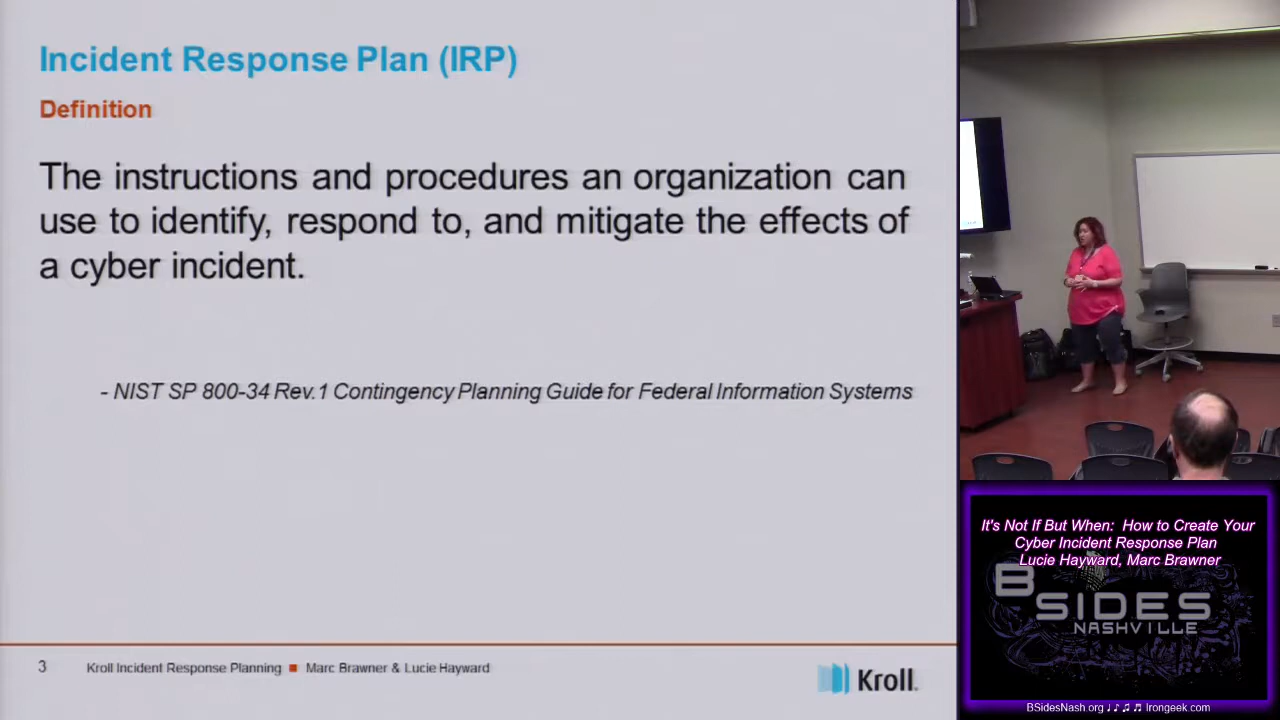 Incident Response Plan (IRP)
Definition
The instructions and procedures an organization can
use to identify, respond to, and mitigate the effects of
a cyber incident.
- NIST SP 800-34 Rev.1 Contingency Planning Guide for Federal Information Systems
3
Kroll Incident Response Planning ■ Marc Brawner & Lucie Hayward
Kroll.
It's Not If But When: How to Create Your
Cyber Incident Response Plan
Lucie Hayward, Marc Brawner
BSIDES
NASHVILLE
BSidesNash.org ♩♪♫♬ Irongeek.com